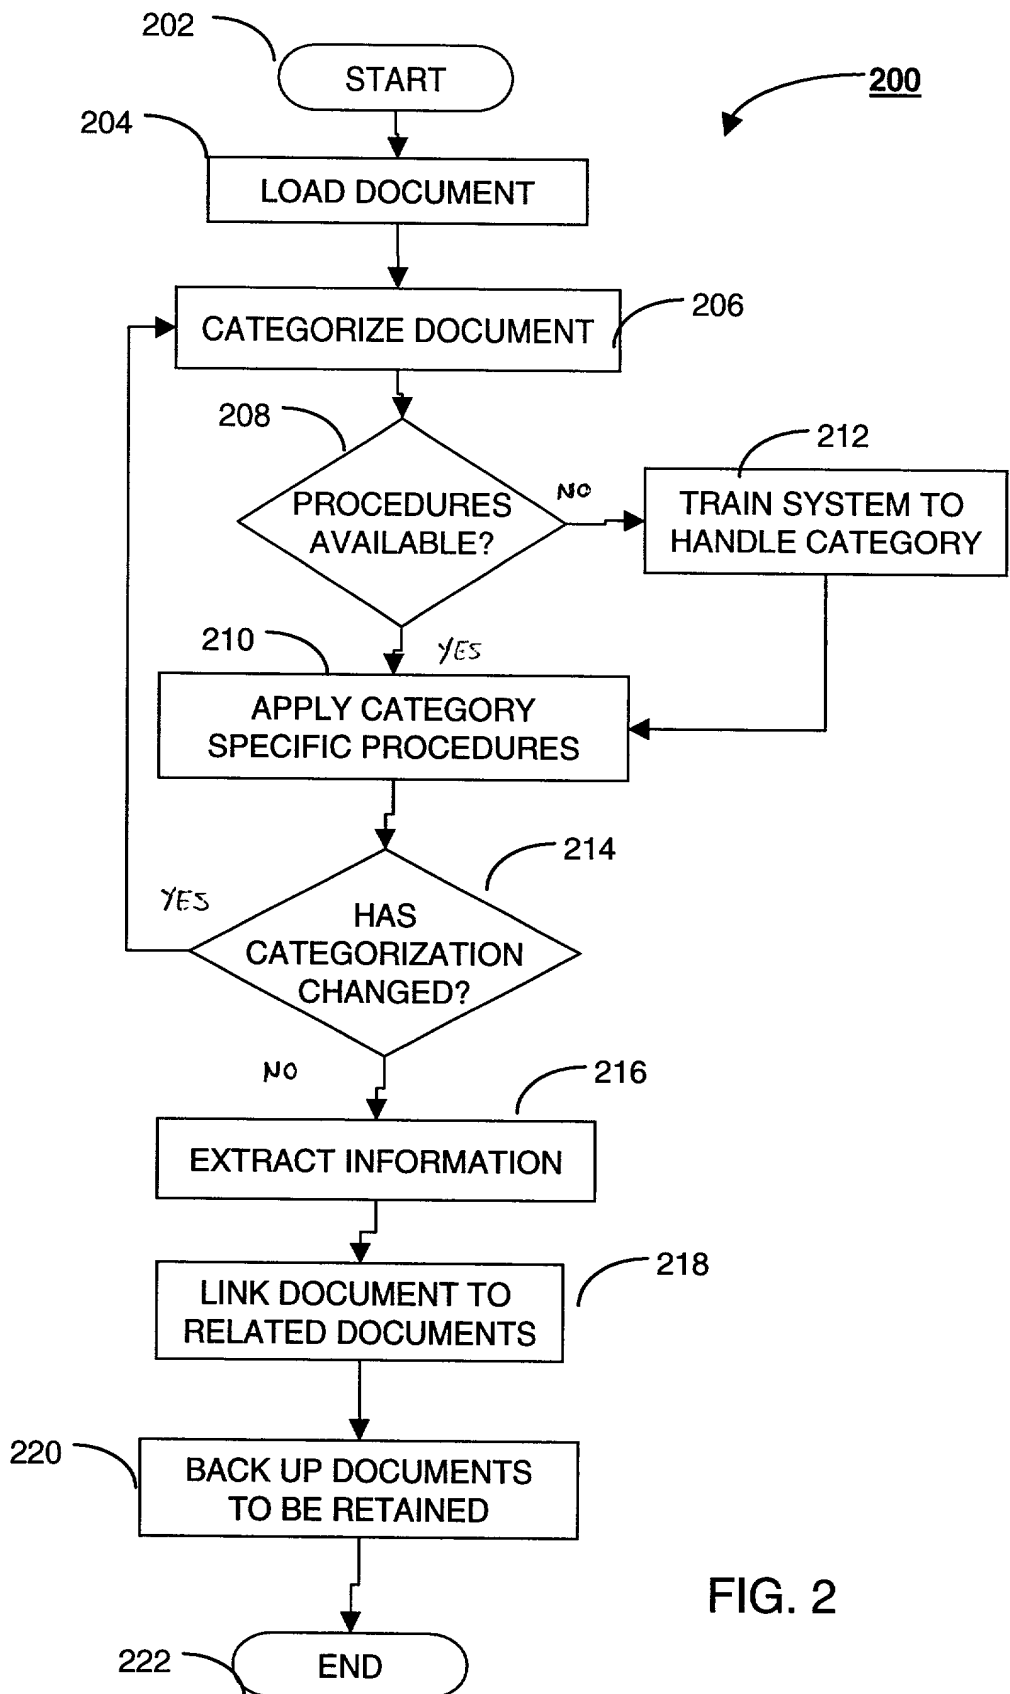 202
START
200
204
LOAD DOCUMENT
CATEGORIZE DOCUMENT
206
208
PROCEDURES
AVAILABLE?
NO
212
TRAIN SYSTEM TO
HANDLE CATEGORY
YES
210
APPLY CATEGORY
SPECIFIC PROCEDURES
214
YES
HAS
CATEGORIZATION
CHANGED?
NO
216
EXTRACT INFORMATION
218
LINK DOCUMENT TO
RELATED DOCUMENTS
220
BACK UP DOCUMENTS
TO BE RETAINED
FIG. 2
222
END